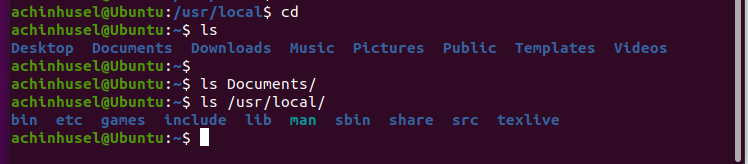 achinhusel@Ubuntu:/usr/local$ cd
achinhusel@Ubuntu:~$ ls
Desktop  Documents  Downloads  Music  Pictures  Public  Templates  Videos
achinhusel@Ubuntu:~$
achinhusel@Ubuntu:~$ ls Documents/
achinhusel@Ubuntu:~$ ls /usr/local/
bin  etc  games  include  lib  man  sbin  share  src  texlive
achinhusel@Ubuntu:~$